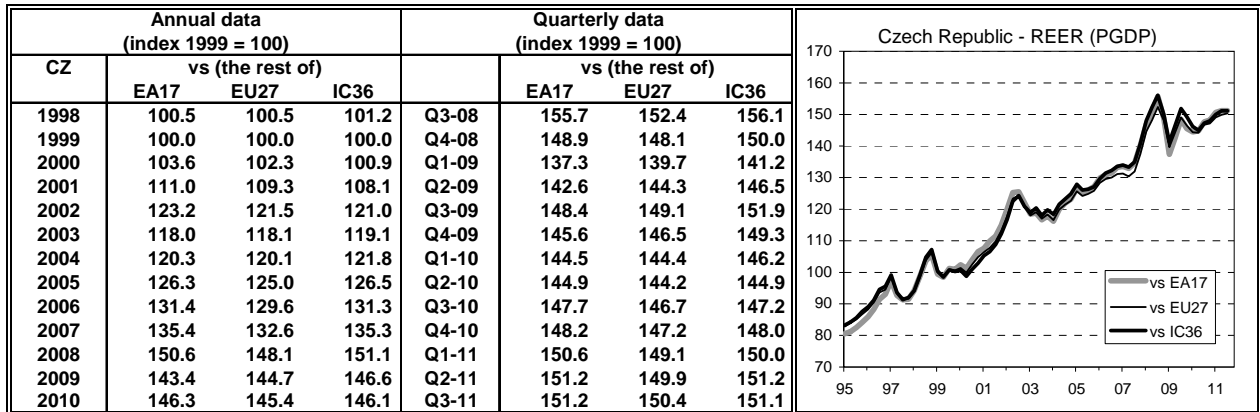 Annual data Quarterly data
(index 1999 = 100) (index 1999 = 100)
CZ vs (the rest of) vs (the rest of)
EA17 EU27 IC36 EA17 EU27 IC36
1998 100.5 100.5 101.2 Q3-08 155.7 152.4 156.1
1999 100.0 100.0 100.0 Q4-08 148.9 148.1 150.0
2000 103.6 102.3 100.9 Q1-09 137.3 139.7 141.2
2001 111.0 109.3 108.1 Q2-09 142.6 144.3 146.5
2002 123.2 121.5 121.0 Q3-09 148.4 149.1 151.9
2003 118.0 118.1 119.1 Q4-09 145.6 146.5 149.3
2004 120.3 120.1 121.8 Q1-10 144.5 144.4 146.2
2005 126.3 125.0 126.5 Q2-10 144.9 144.2 144.9
2006 131.4 129.6 131.3 Q3-10 147.7 146.7 147.2
2007 135.4 132.6 135.3 Q4-10 148.2 147.2 148.0
2008 150.6 148.1 151.1 Q1-11 150.6 149.1 150.0
2009 143.4 144.7 146.6 Q2-11 151.2 149.9 151.2
2010 146.3 145.4 146.1 Q3-11 151.2 150.4 151.1
Czech Republic - REER (PGDP)
170
160
150
140
130
120
110
100
90
80
70
vs EA17
vs EU27
vs IC36
95 97 99 01 03 05 07 09 11